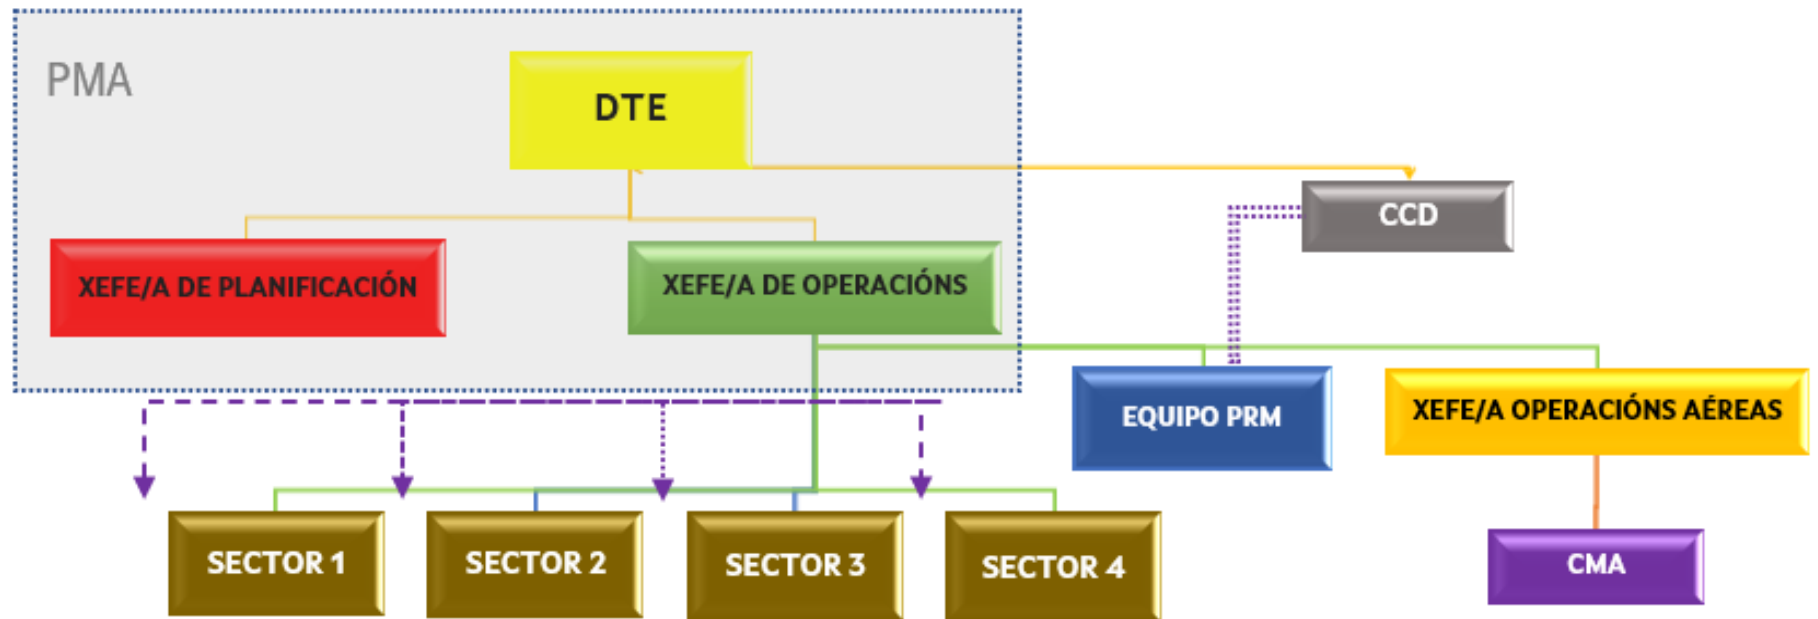 PMA
DTE
CCD
XEFE/A DE PLANIFICACIÓN
XEFE/A DE OPERACIÓNS
EQUIPO PRM
XEFE/A OPERACIÓNS AÉREAS
SECTOR 1
SECTOR 2
SECTOR 3
SECTOR 4
CMA